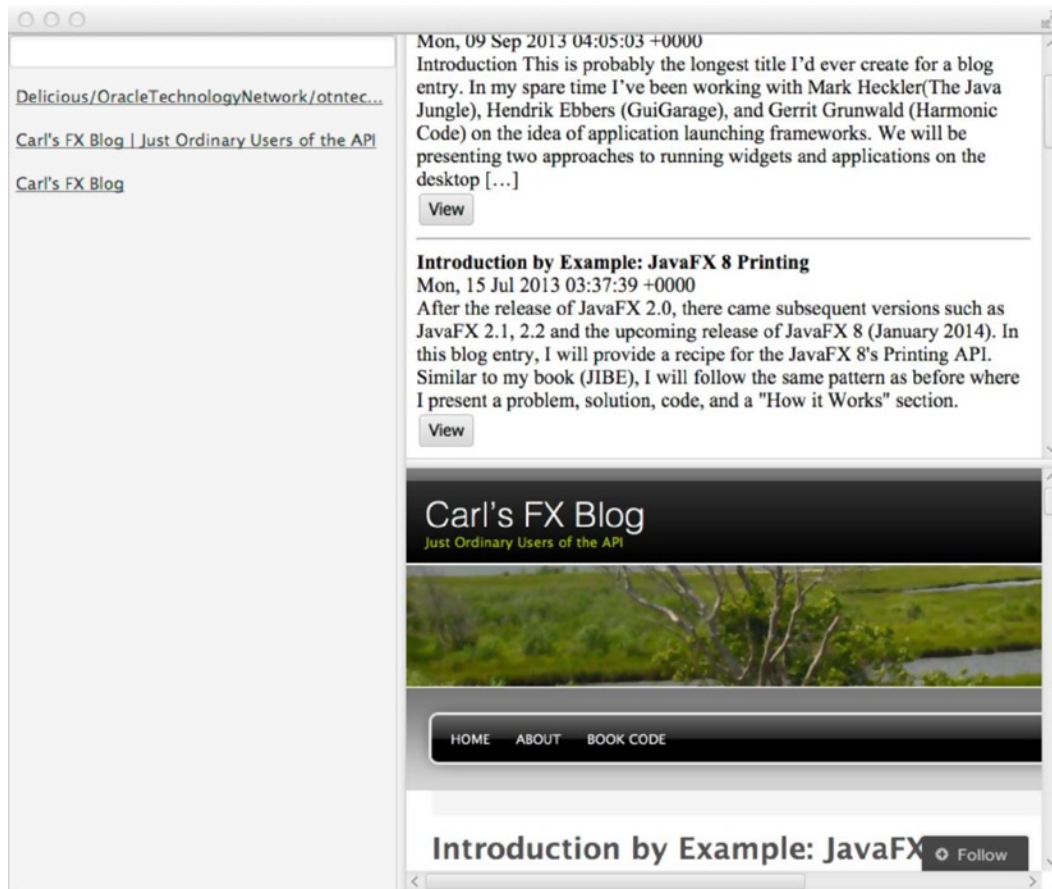 Delicious/OracleTechnologyNetwork/otntec...
Carl's FX Blog | Just Ordinary Users of the API
Carl's FX Blog
Mon, 09 Sep 2013 04:05:03 +0000
Introduction This is probably the longest title I’d ever create for a blog
entry. In my spare time I’ve been working with Mark Heckler(The Java
Jungle), Hendrik Ebbers (GuiGarage), and Gerrit Grunwald (Harmonic
Code) on the idea of application launching frameworks. We will be
presenting two approaches to running widgets and applications on the
desktop […]
View
Introduction by Example: JavaFX 8 Printing
Mon, 15 Jul 2013 03:37:39 +0000
After the release of JavaFX 2.0, there came subsequent versions such as
JavaFX 2.1, 2.2 and the upcoming release of JavaFX 8 (January 2014). In
this blog entry, I will provide a recipe for the JavaFX 8's Printing API.
Similar to my book (JIBE), I will follow the same pattern as before where
I present a problem, solution, code, and a "How it Works" section.
View
Carl’s FX Blog
Just Ordinary Users of the API
HOME ABOUT BOOK CODE
Introduction by Example: JavaFX
Follow